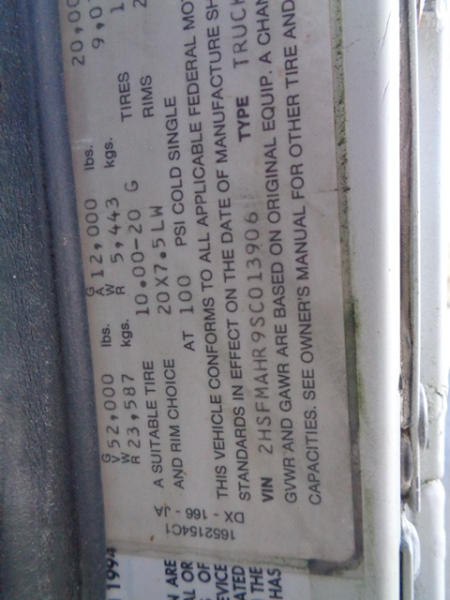 1652154C1
DX - 166 - JA
GVWR 52,000 lbs. GAWR 12,000 lbs. 20,00
23,587 kgs. 5,443 kgs. 9,0
A SUITABLE TIRE 10.00-20 G TIRES
AND RIM CHOICE 20X7.5LW RIMS
AT 100 PSI COLD SINGLE
THIS VEHICLE CONFORMS TO ALL APPLICABLE FEDERAL MOT
STANDARDS IN EFFECT ON THE DATE OF MANUFACTURE SH
VIN 2HSFMAHR9SC013906 TYPE TRUCK
GVWR AND GAWR ARE BASED ON ORIGINAL EQUIP. A CHAN
CAPACITIES. SEE OWNER'S MANUAL FOR OTHER TIRE AND
1994
N ARE
AL OR
S OF
EVICE
ATED
THE
HAS